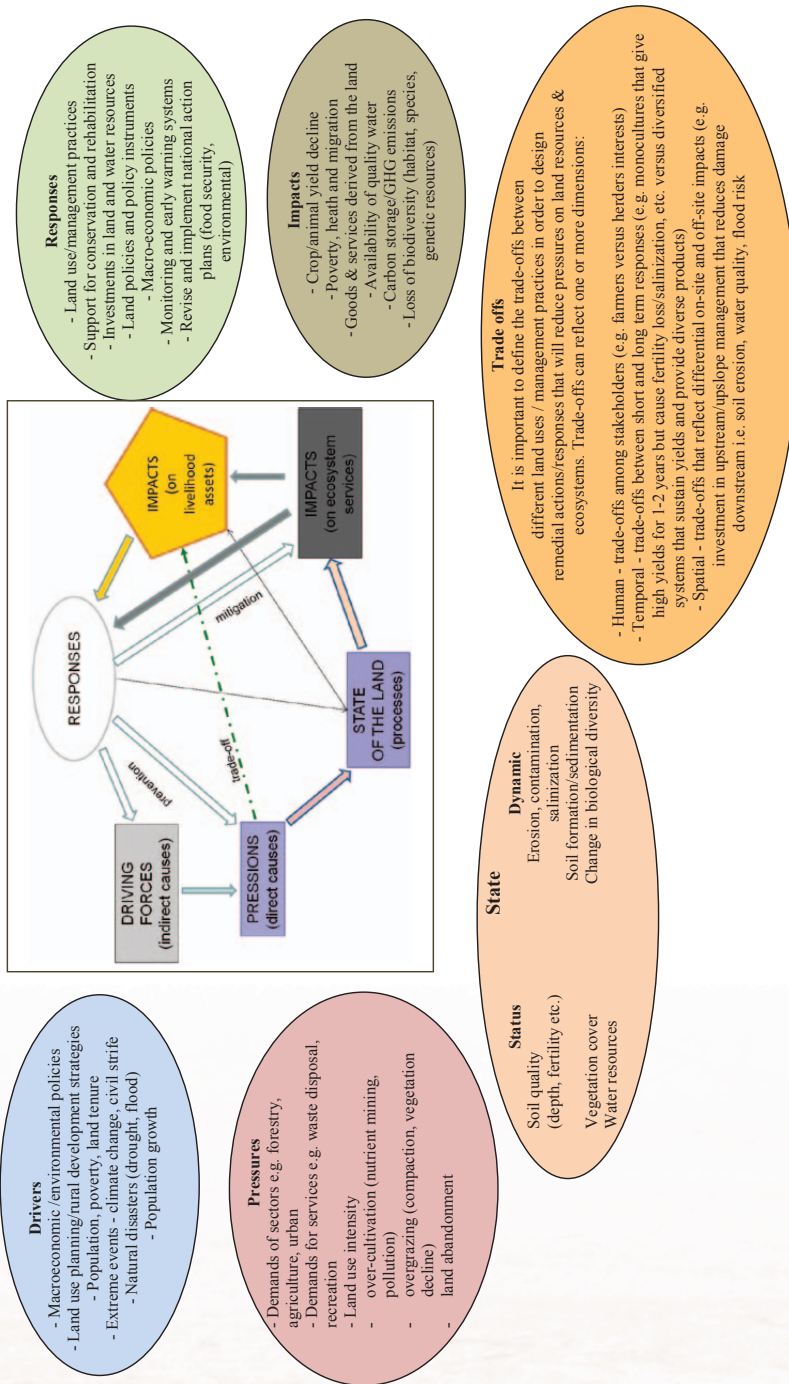 Drivers
- Macroeconomic /environmental policies
- Land use planning/rural development strategies
- Population, poverty, land tenure
- Extreme events - climate change, civil strife
- Natural disasters (drought, flood)
- Population growth
Pressures
- Demands of sectors e.g. forestry,
agriculture, urban
- Demands for services e.g. waste disposal,
recreation
- Land use intensity
- over-cultivation (nutrient mining,
pollution)
- overgrazing (compaction, vegetation
decline)
- land abandonment
RESPONSES
DRIVING
FORCES
(indirect causes)
prevention
PRESSIONS
(direct causes)
trade-off
mitigation
IMPACTS
(on
livelihood
assets)
IMPACTS
(on ecosystem
services)
STATE
OF THE LAND
(processes)
Responses
- Land use/management practices
- Support for conservation and rehabilitation
- Investments in land and water resources
- Land policies and policy instruments
- Macro-economic policies
- Monitoring and early warning systems
- Revise and implement national action
plans (food security,
environmental)
Impacts
- Crop/animal yield decline
- Poverty, heath and migration
- Goods & services derived from the land
- Availability of quality water
- Carbon storage/GHG emissions
- Loss of biodiversity (habitat, species,
genetic resources)
State
Status
Soil quality
(depth, fertility etc.)
Vegetation cover
Water resources
Dynamic
Erosion, contamination,
salinization
Soil formation/sedimentation
Change in biological diversity
Trade offs
It is important to define the trade-offs between
different land uses / management practices in order to design
remedial actions/responses that will reduce pressures on land resources &
ecosystems. Trade-offs can reflect one or more dimensions:
- Human - trade-offs among stakeholders (e.g. farmers versus herders interests)
- Temporal - trade-offs between short and long term responses (e.g. monocultures that give
high yields for 1-2 years but cause fertility loss/salinization, etc. versus diversified
systems that sustain yields and provide diverse products)
- Spatial - trade-offs that reflect differential on-site and off-site impacts (e.g.
investment in upstream/upslope management that reduces damage
downstream i.e. soil erosion, water quality, flood risk